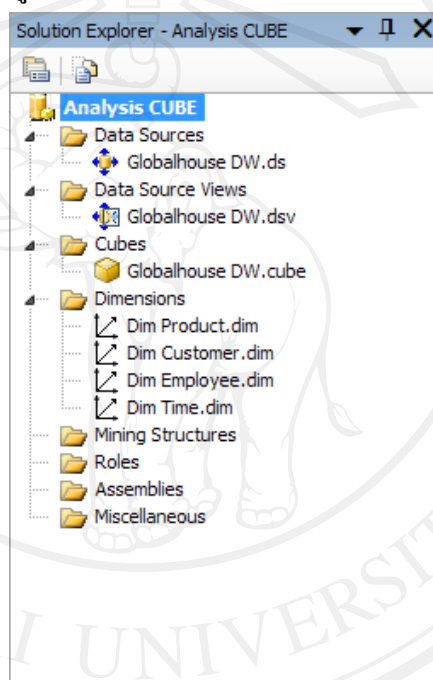 Solution Explorer - Analysis CUBE
Analysis CUBE
Data Sources
Globalhouse DW.ds
Data Source Views
Globalhouse DW.dsv
Cubes
Globalhouse DW.cube
Dimensions
Dim Product.dim
Dim Customer.dim
Dim Employee.dim
Dim Time.dim
Mining Structures
Roles
Assemblies
Miscellaneous
I UNIVERSIT